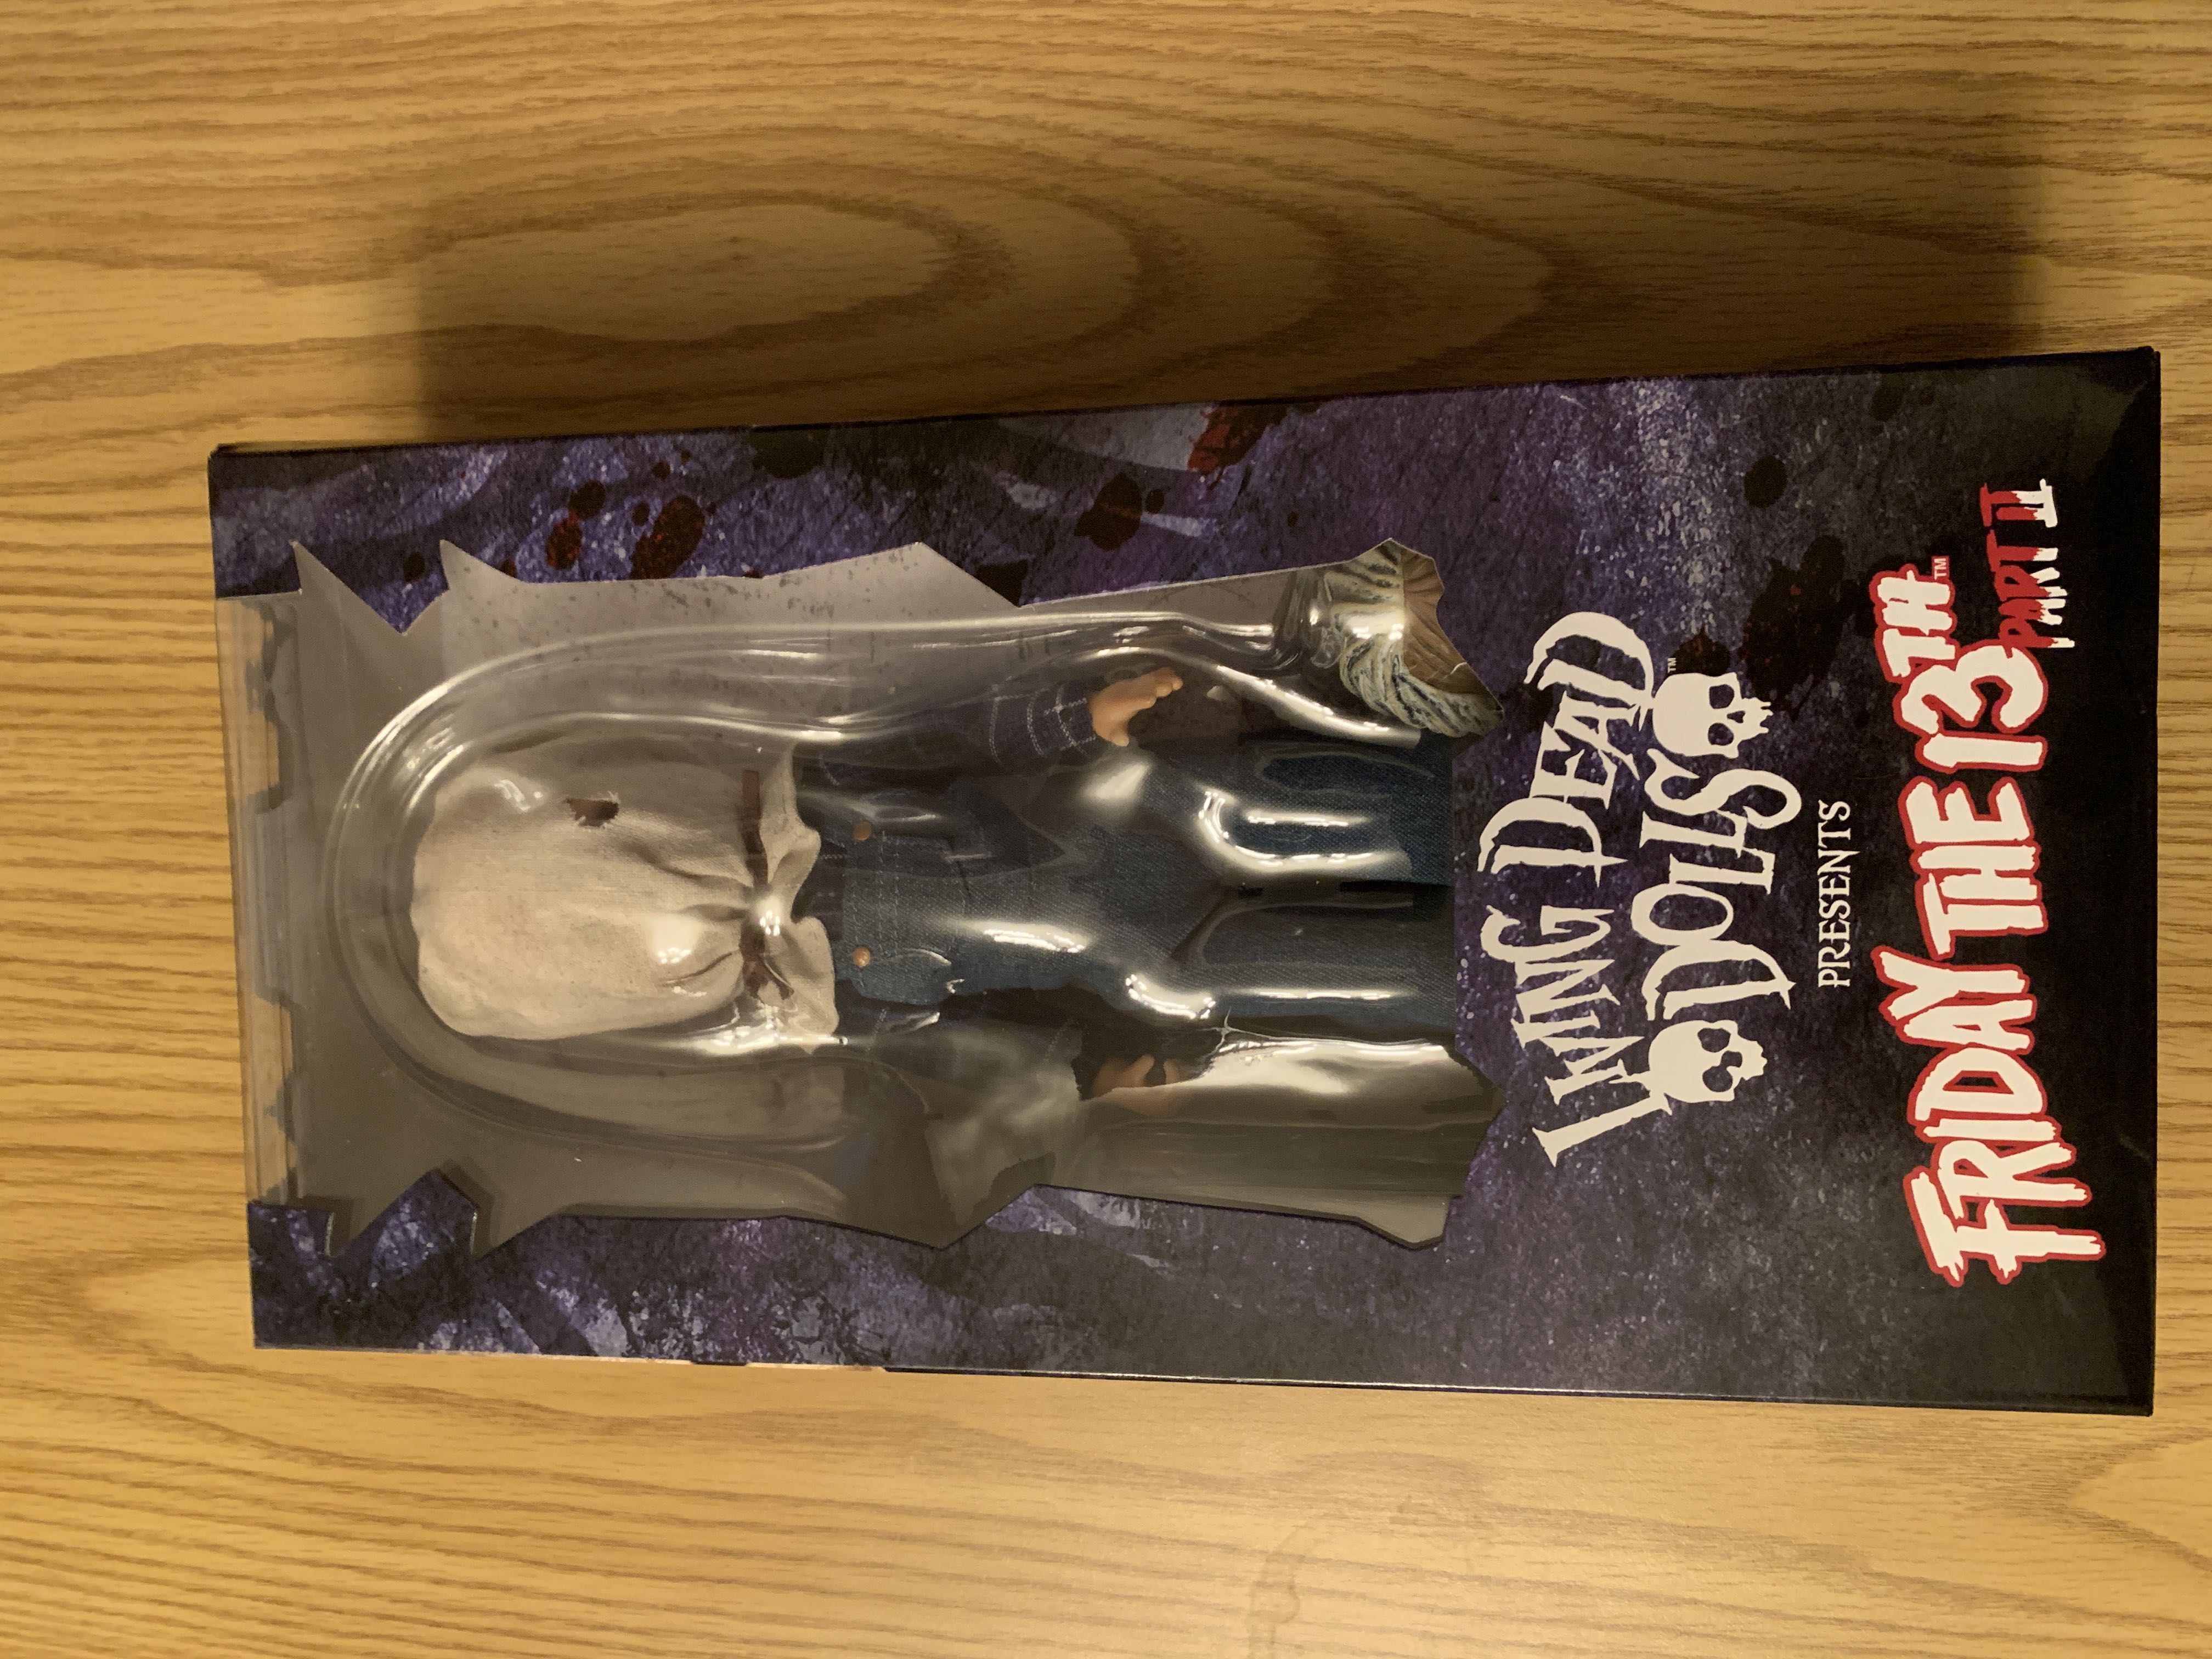 LIVING DEAD
DOLLS™
PRESENTS
FRIDAY THE 13TH™
PART II